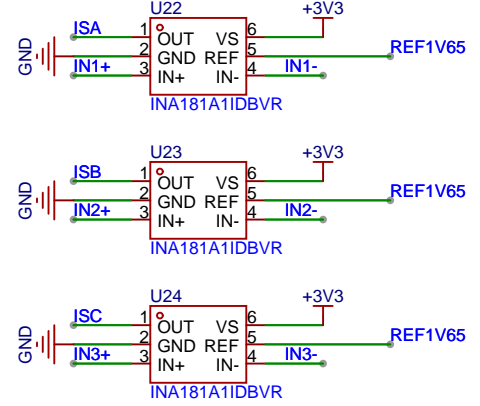 U22
+3V3
ISA 1 OUT VS 6
GND 2 GND REF 5 REF1V65
IN1+ 3 IN+ IN- 4 IN1-
INA181A1IDBVR
U23
+3V3
ISB 1 OUT VS 6
GND 2 GND REF 5 REF1V65
IN2+ 3 IN+ IN- 4 IN2-
INA181A1IDBVR
U24
+3V3
ISC 1 OUT VS 6
GND 2 GND REF 5 REF1V65
IN3+ 3 IN+ IN- 4 IN3-
INA181A1IDBVR